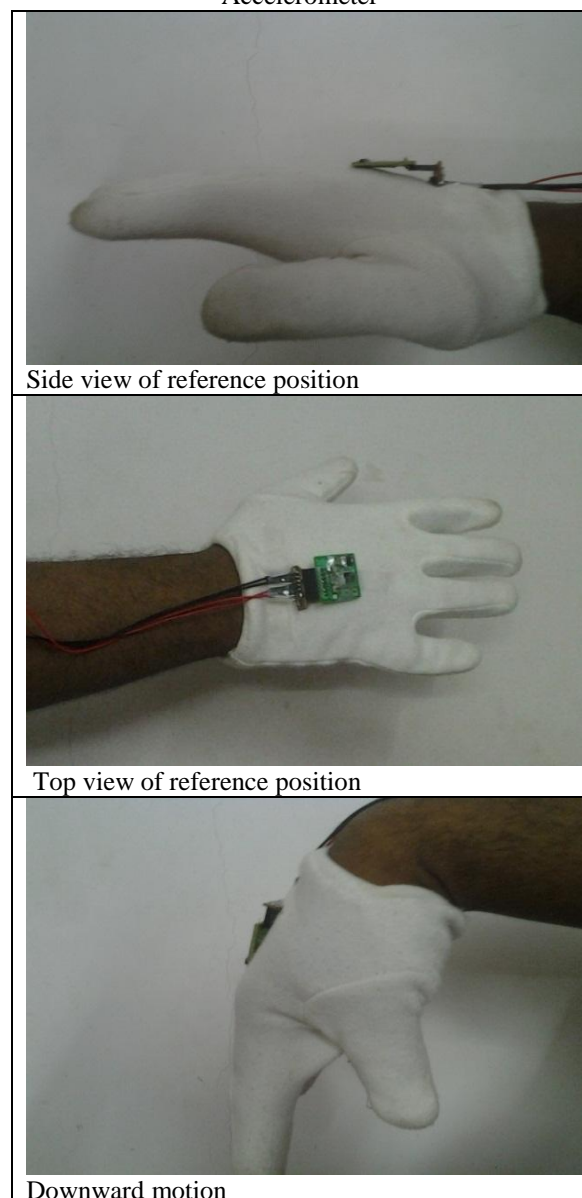 Accelerometer
Side view of reference position
Top view of reference position
Downward motion